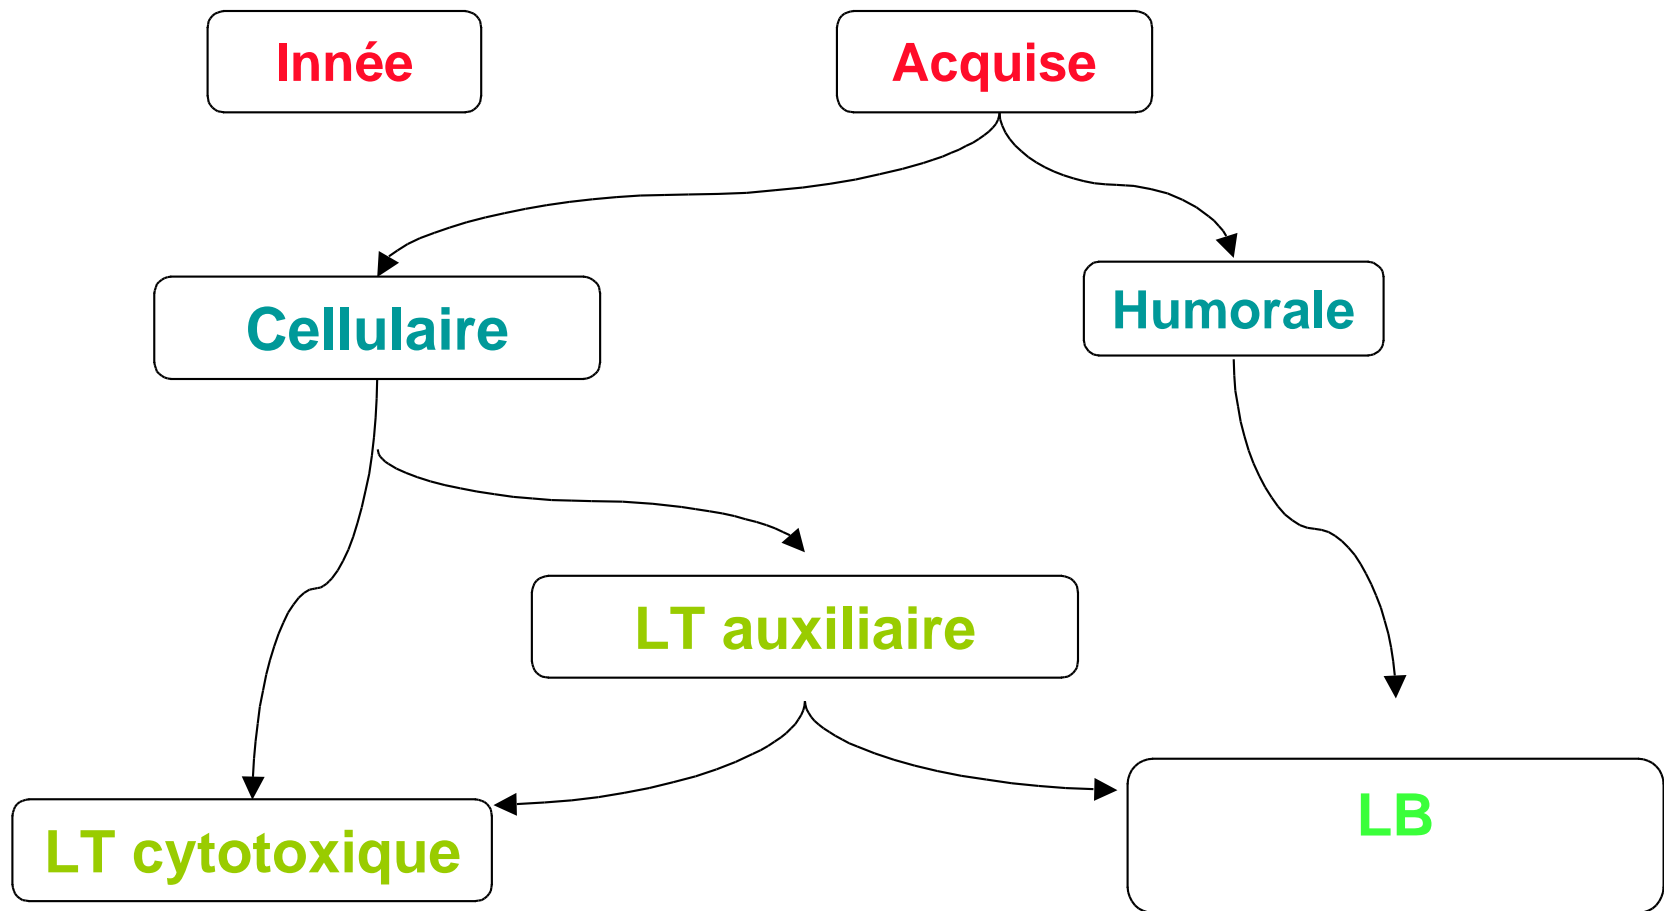 Innée
Acquise
Cellulaire
Humorale
LT auxiliaire
LB
LT cytotoxique